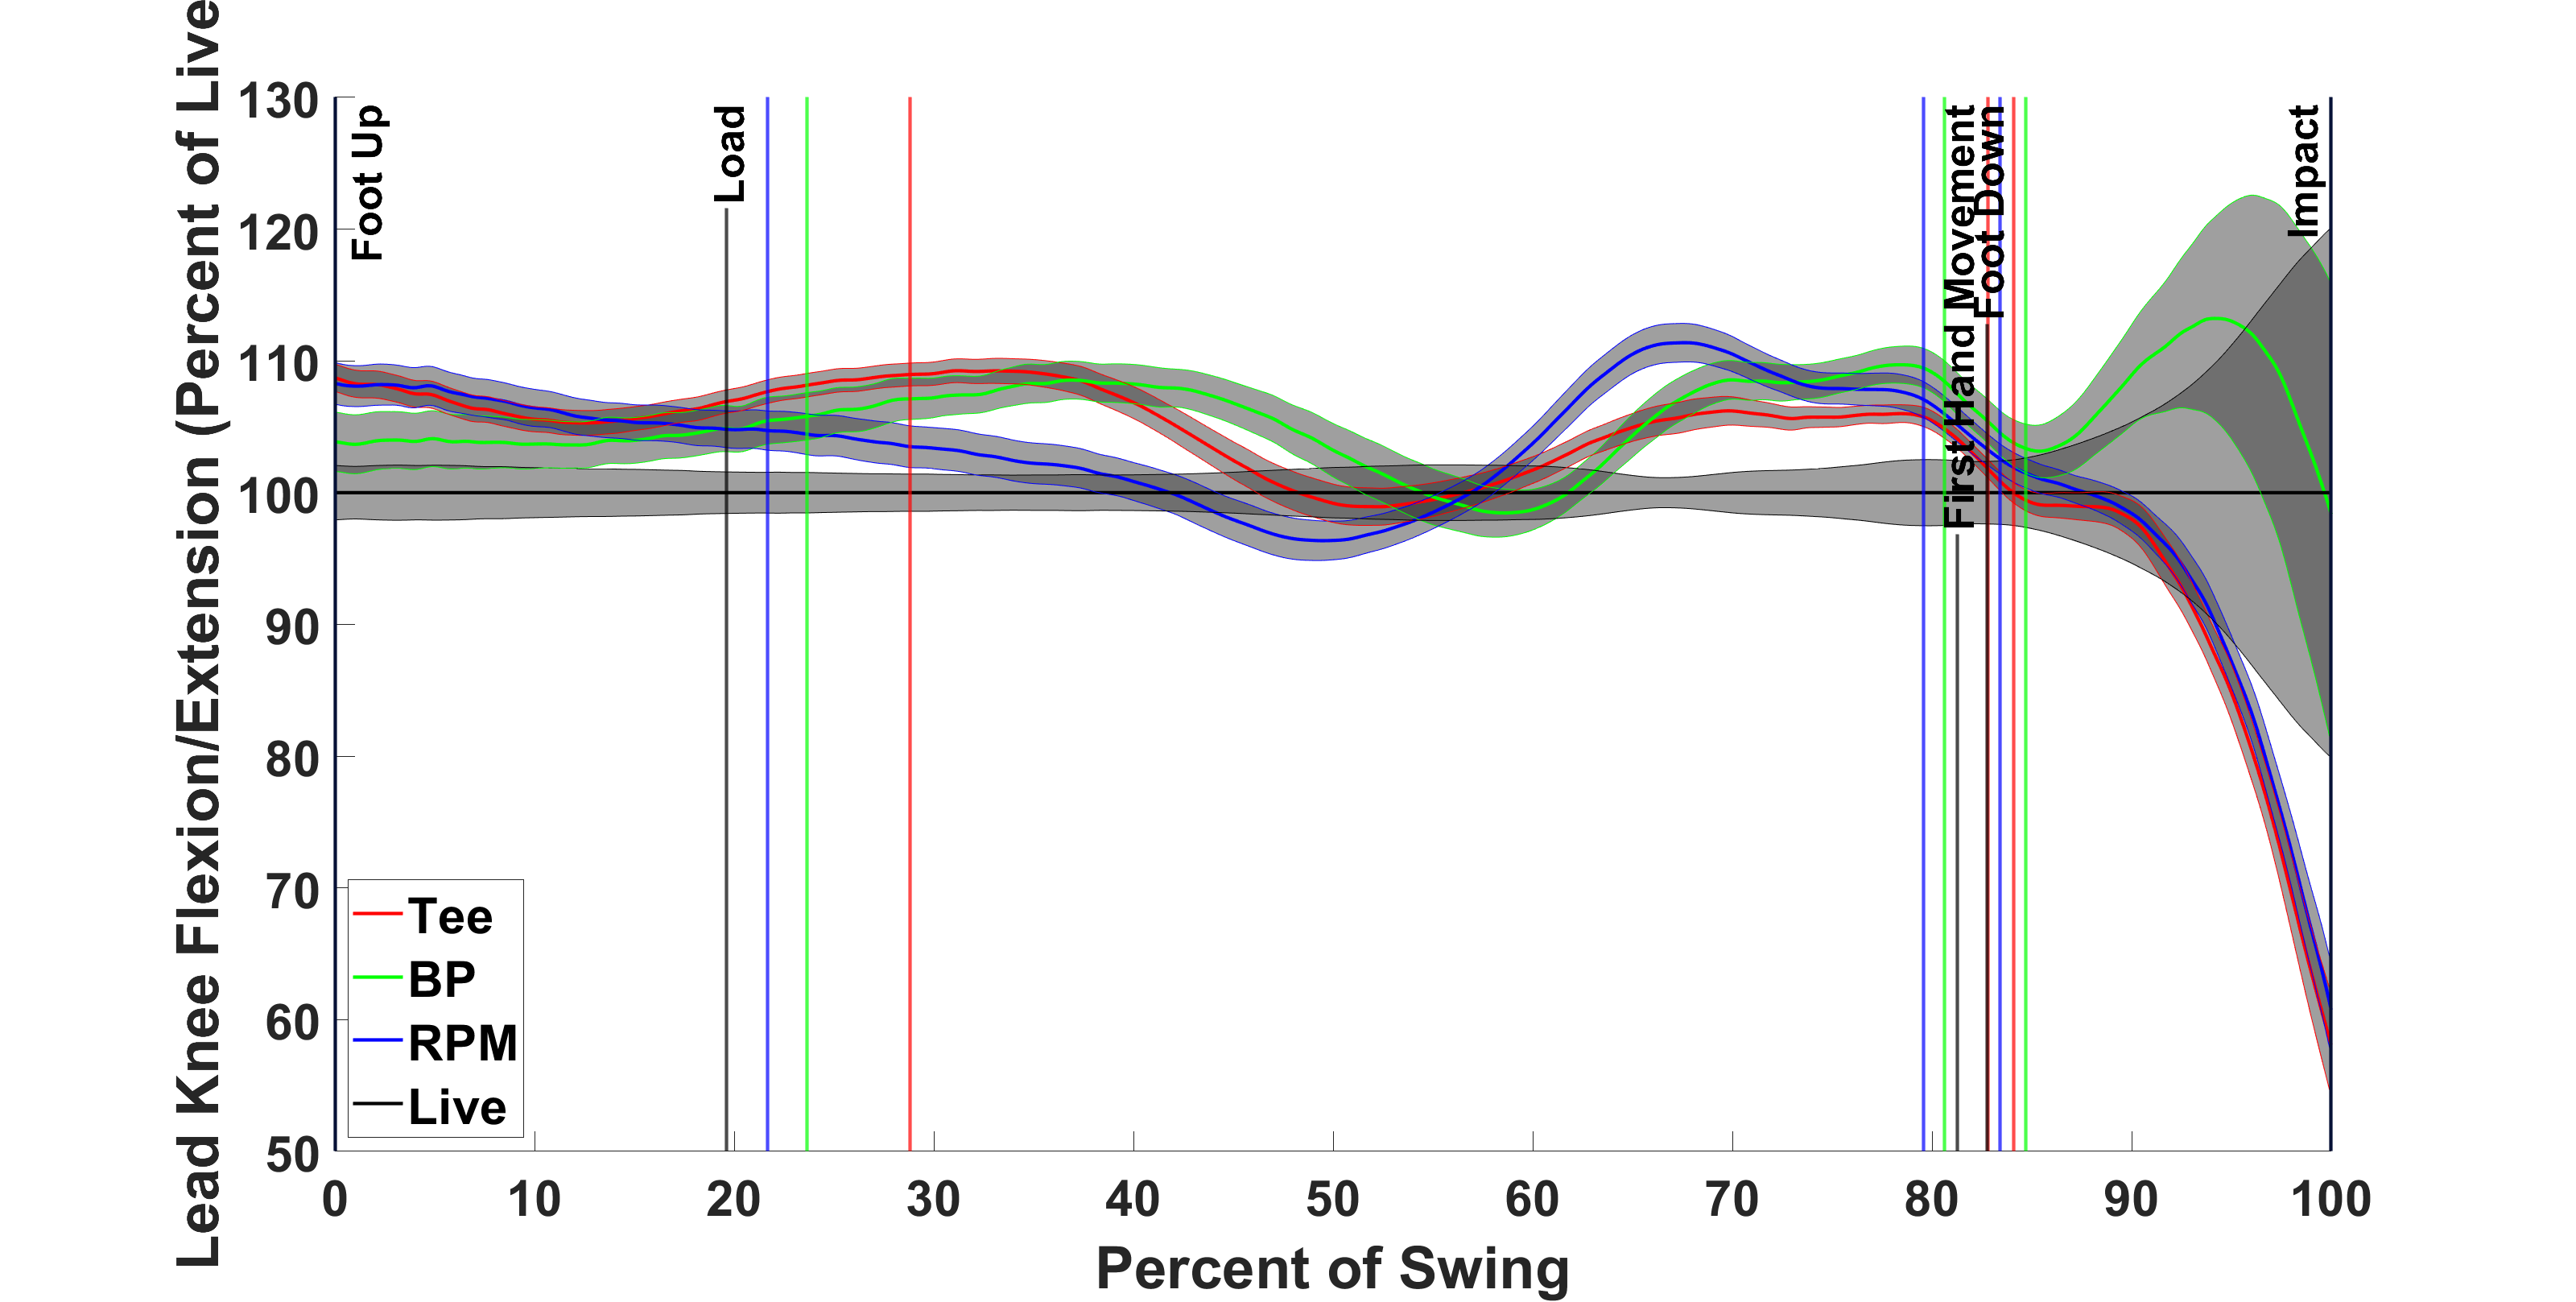 Lead Knee Flexion/Extension (Percent of Live
130
120
110
100
90
80
70
60
50
Foot Up
Load
First Hand Movement
Foot Down
Impact
Tee
BP
RPM
Live
0 10 20 30 40 50 60 70 80 90 100
Percent of Swing